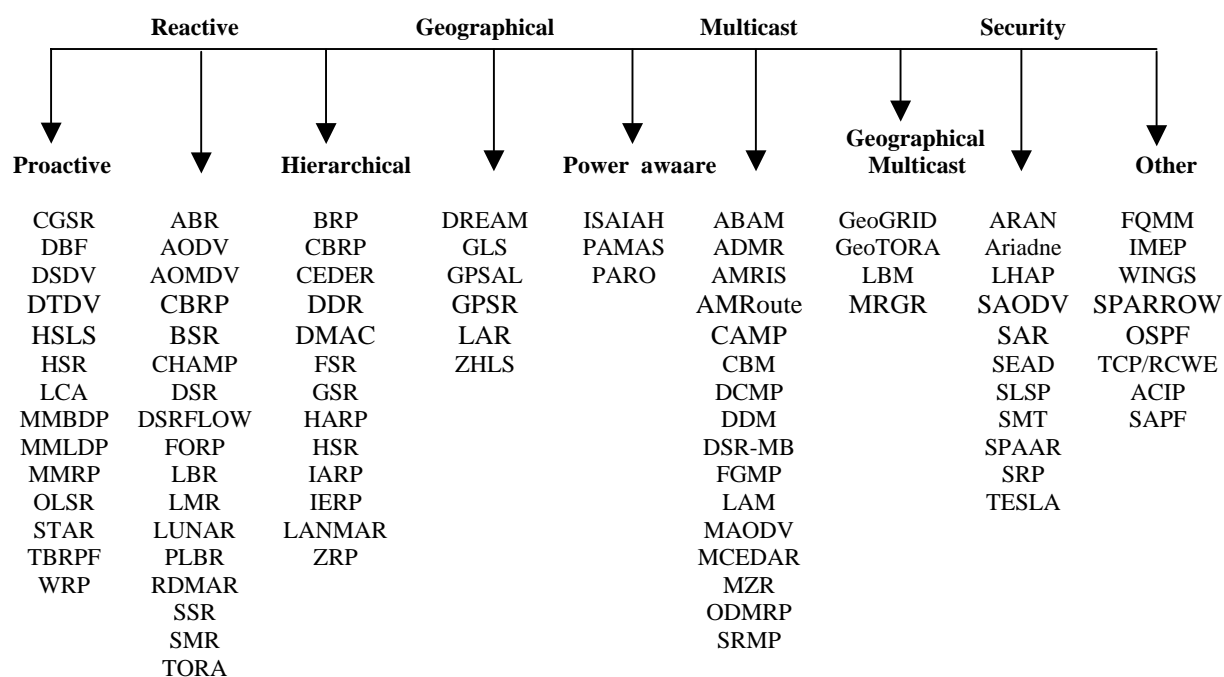 Reactive Geographical Multicast Security
Geographical
Proactive Hierarchical Power awaare Multicast Other
CGSR ABR BRP DREAM ISAIAH ABAM GeoGRID ARAN FQMM
DBF AODV CBRP GLS PAMAS ADMR GeoTORA Ariadne IMEP
DSDV AOMDV CEDER GPSAL PARO AMRIS LBM LHAP WINGS
DTDV CBRP DDR GPSR AMRoute MRGR SAODV SPARROW
HSLS BSR DMAC LAR CAMP SAR OSPF
HSR CHAMP FSR ZHLS CBM SEAD TCP/RCWE
LCA DSR GSR DCMP SLSP ACIP
MMBDP DSRFLOW HARP DDM SMT SAPF
MMLDP FORP HSR DSR-MB SPAAR
MMRP LBR IARP FGMP SRP
OLSR LMR IERP LAM TESLA
STAR LUNAR LANMAR MAODV
TBRPF PLBR ZRP MCEDAR
WRP RDMAR MZR
SSR ODMRP
SMR SRMP
TORA